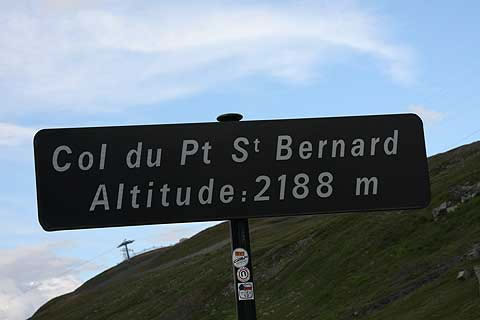 Col du Pt St Bernard
Altitude:2188 m